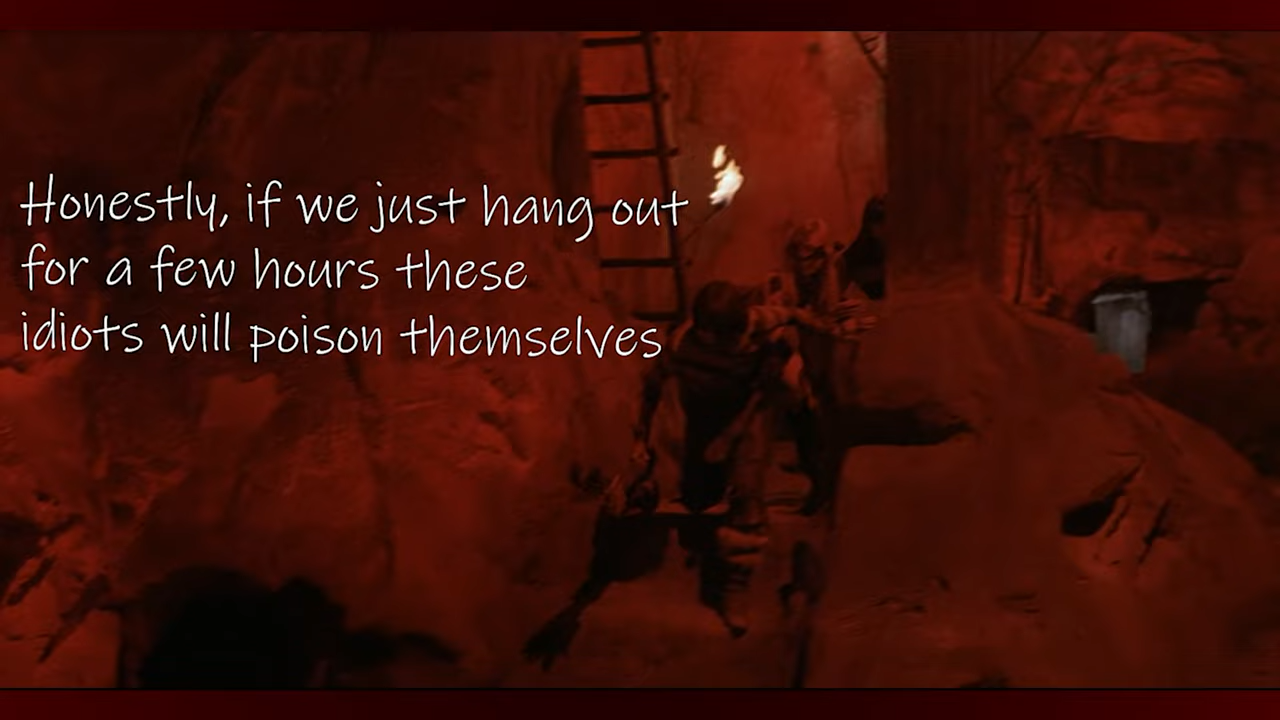 Honestly, if we just hang out
for a few hours these
idiots will poison themselves